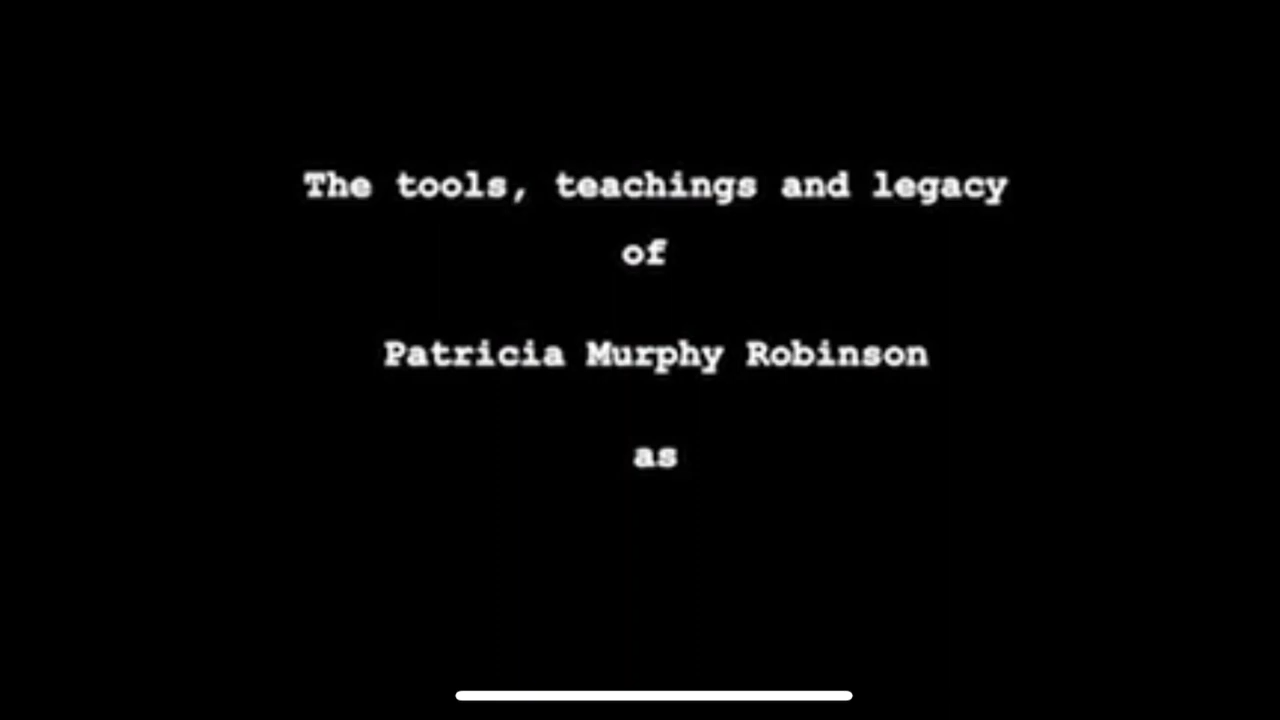 The tools, teachings and legacy
of
Patricia Murphy Robinson
as